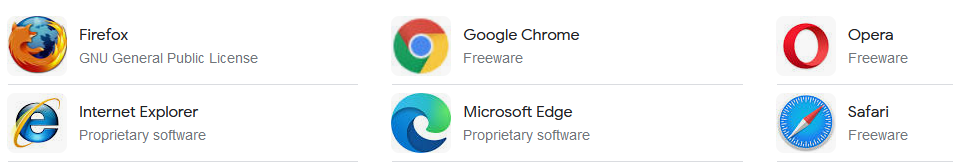 Firefox
GNU General Public License
Google Chrome
Freeware
Opera
Freeware
Internet Explorer
Proprietary software
Microsoft Edge
Proprietary software
Safari
Freeware